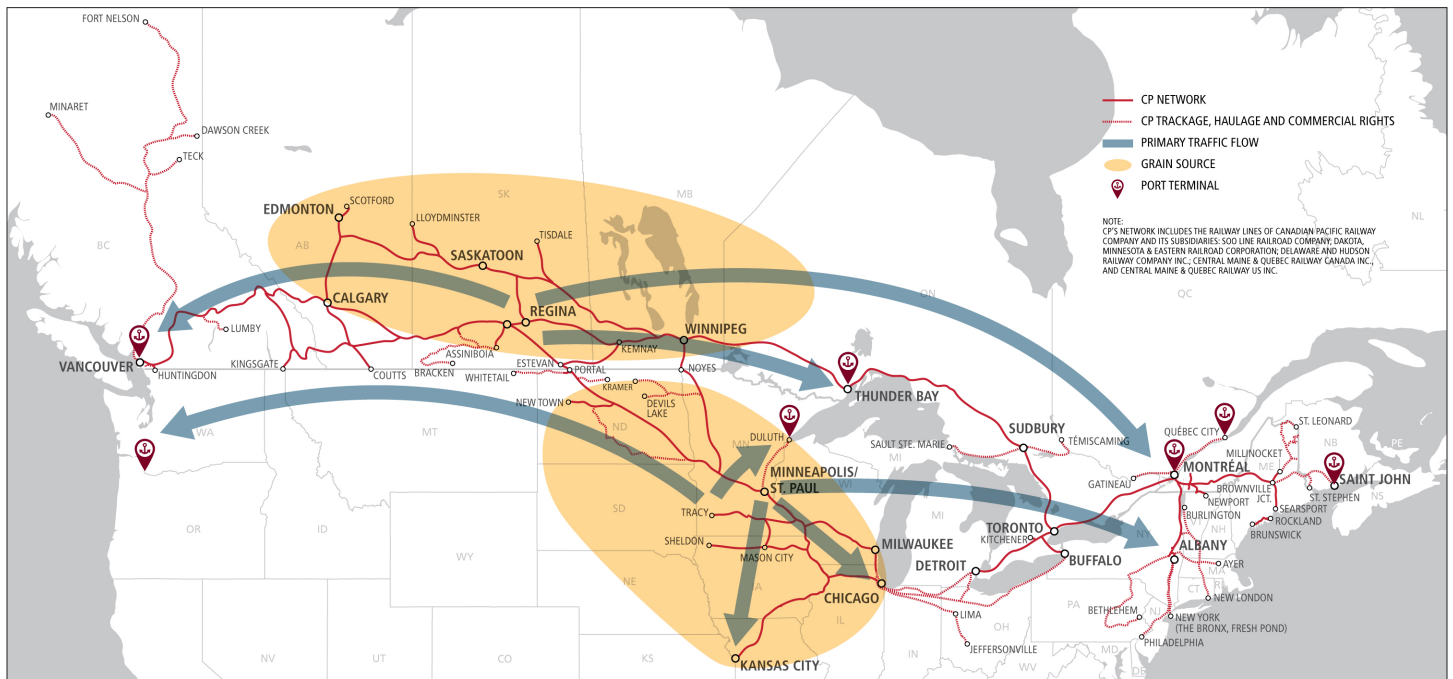 FORT NELSON
MINARET
DAWSON CREEK
TECK
CP NETWORK
CP TRACKAGE, HAULAGE AND COMMERCIAL RIGHTS
PRIMARY TRAFFIC FLOW
GRAIN SOURCE
PORT TERMINAL
NOTE:
CP'S NETWORK INCLUDES THE RAILWAY LINES OF CANADIAN PACIFIC RAILWAY
COMPANY AND ITS SUBSIDIARIES: SOO LINE RAILROAD COMPANY; DAKOTA,
MINNESOTA & EASTERN RAILROAD CORPORATION; DELAWARE AND HUDSON
RAILWAY COMPANY INC.; CENTRAL MAINE & QUEBEC RAILWAY CANADA INC.,
AND CENTRAL MAINE & QUEBEC RAILWAY US INC.
BC
AB
SK
MB
ON
QC
NL
EDMONTON
SCOTFORD
LLOYDMINSTER
TISDALE
SASKATOON
CALGARY
REGINA
WINNIPEG
LUMBY
KINGSGATE
VANCOUVER
HUNTINGDON
COUTTS
ASSINIBOIA
BRACKEN
WHITETAIL
ESTEVAN
PORTAL
KEMNAY
NOYES
KRAMER
DEVILS
LAKE
NEW TOWN
THUNDER BAY
DULUTH
SUDBURY
SAULT STE. MARIE
TÉMISCAMING
QUÉBEC CITY
ST. LEONARD
NB
PE
MILLINOCKET
ME
MONTRÉAL
GATINEAU
BROWNVILLE
JCT.
SAINT JOHN
ST. STEPHEN
NS
NEWPORT
BURLINGTON
SEARSPORT
ROCKLAND
BRUNSWICK
VT
NH
WA
MT
ND
MN
WI
MI
MI
NY
MINNEAPOLIS/
ST. PAUL
TRACY
SHELDON
MASON CITY
MILWAUKEE
CHICAGO
DETROIT
TORONTO
KITCHENER
BUFFALO
ALBANY
AYER
MA
CT
RI
NEW LONDON
OR
ID
WY
SD
NE
IA
IL
IN
OH
PA
NJ
LIMA
JEFFERSONVILLE
BETHLEHEM
NEW YORK
(THE BRONX, FRESH POND)
PHILADELPHIA
NV
UT
CO
KS
KANSAS CITY
WV
MD
DE